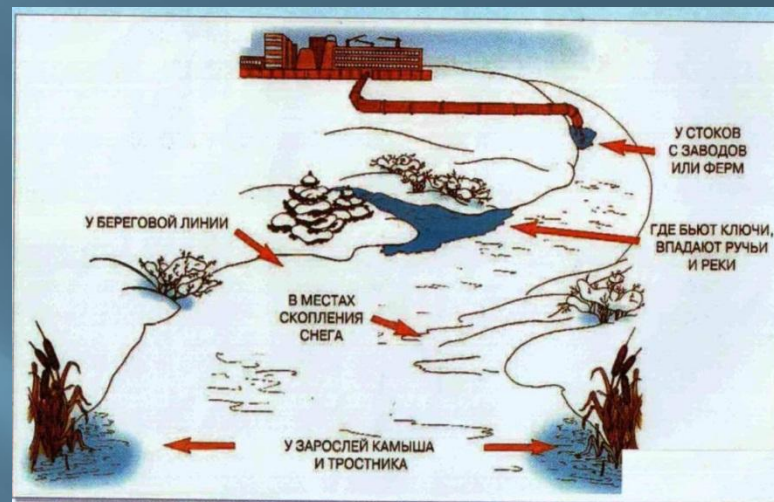 У СТОКОВ
С ЗАВОДОВ
ИЛИ ФЕРМ
У БЕРЕГОВОЙ ЛИНИИ
ГДЕ БЬЮТ КЛЮЧИ,
ВПАДАЮТ РУЧЬИ
И РЕКИ
В МЕСТАХ
СКОПЛЕНИЯ
СНЕГА
У ЗАРОСЛЕЙ КАМЫША
И ТРОСТНИКА